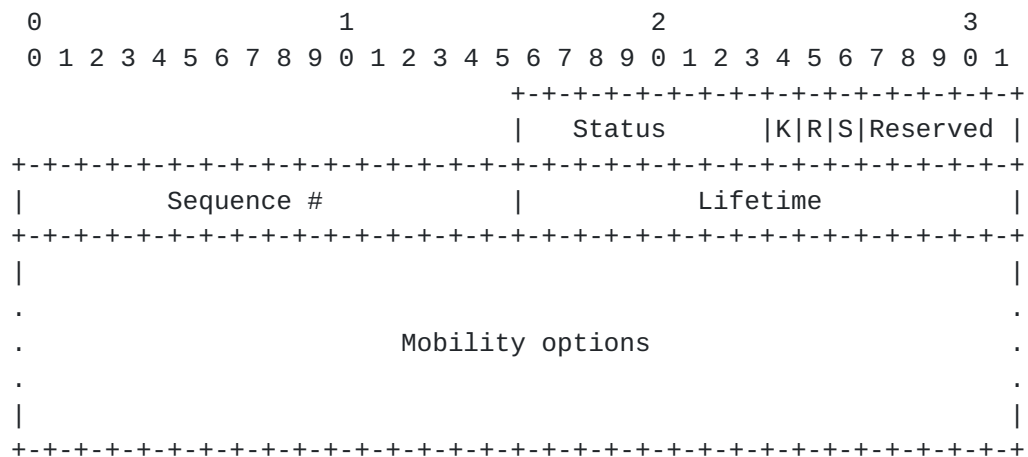 0                   1                   2                   3
 0 1 2 3 4 5 6 7 8 9 0 1 2 3 4 5 6 7 8 9 0 1 2 3 4 5 6 7 8 9 0 1
                                +-+-+-+-+-+-+-+-+-+-+-+-+-+-+-+-+
                                |   Status      |K|R|S|Reserved |
+-+-+-+-+-+-+-+-+-+-+-+-+-+-+-+-+-+-+-+-+-+-+-+-+-+-+-+-+-+-+-+-+
|         Sequence #            |           Lifetime            |
+-+-+-+-+-+-+-+-+-+-+-+-+-+-+-+-+-+-+-+-+-+-+-+-+-+-+-+-+-+-+-+-+
|                                                               |
.                                                               .
.                        Mobility options                       .
.                                                               .
|                                                               |
+-+-+-+-+-+-+-+-+-+-+-+-+-+-+-+-+-+-+-+-+-+-+-+-+-+-+-+-+-+-+-+-+